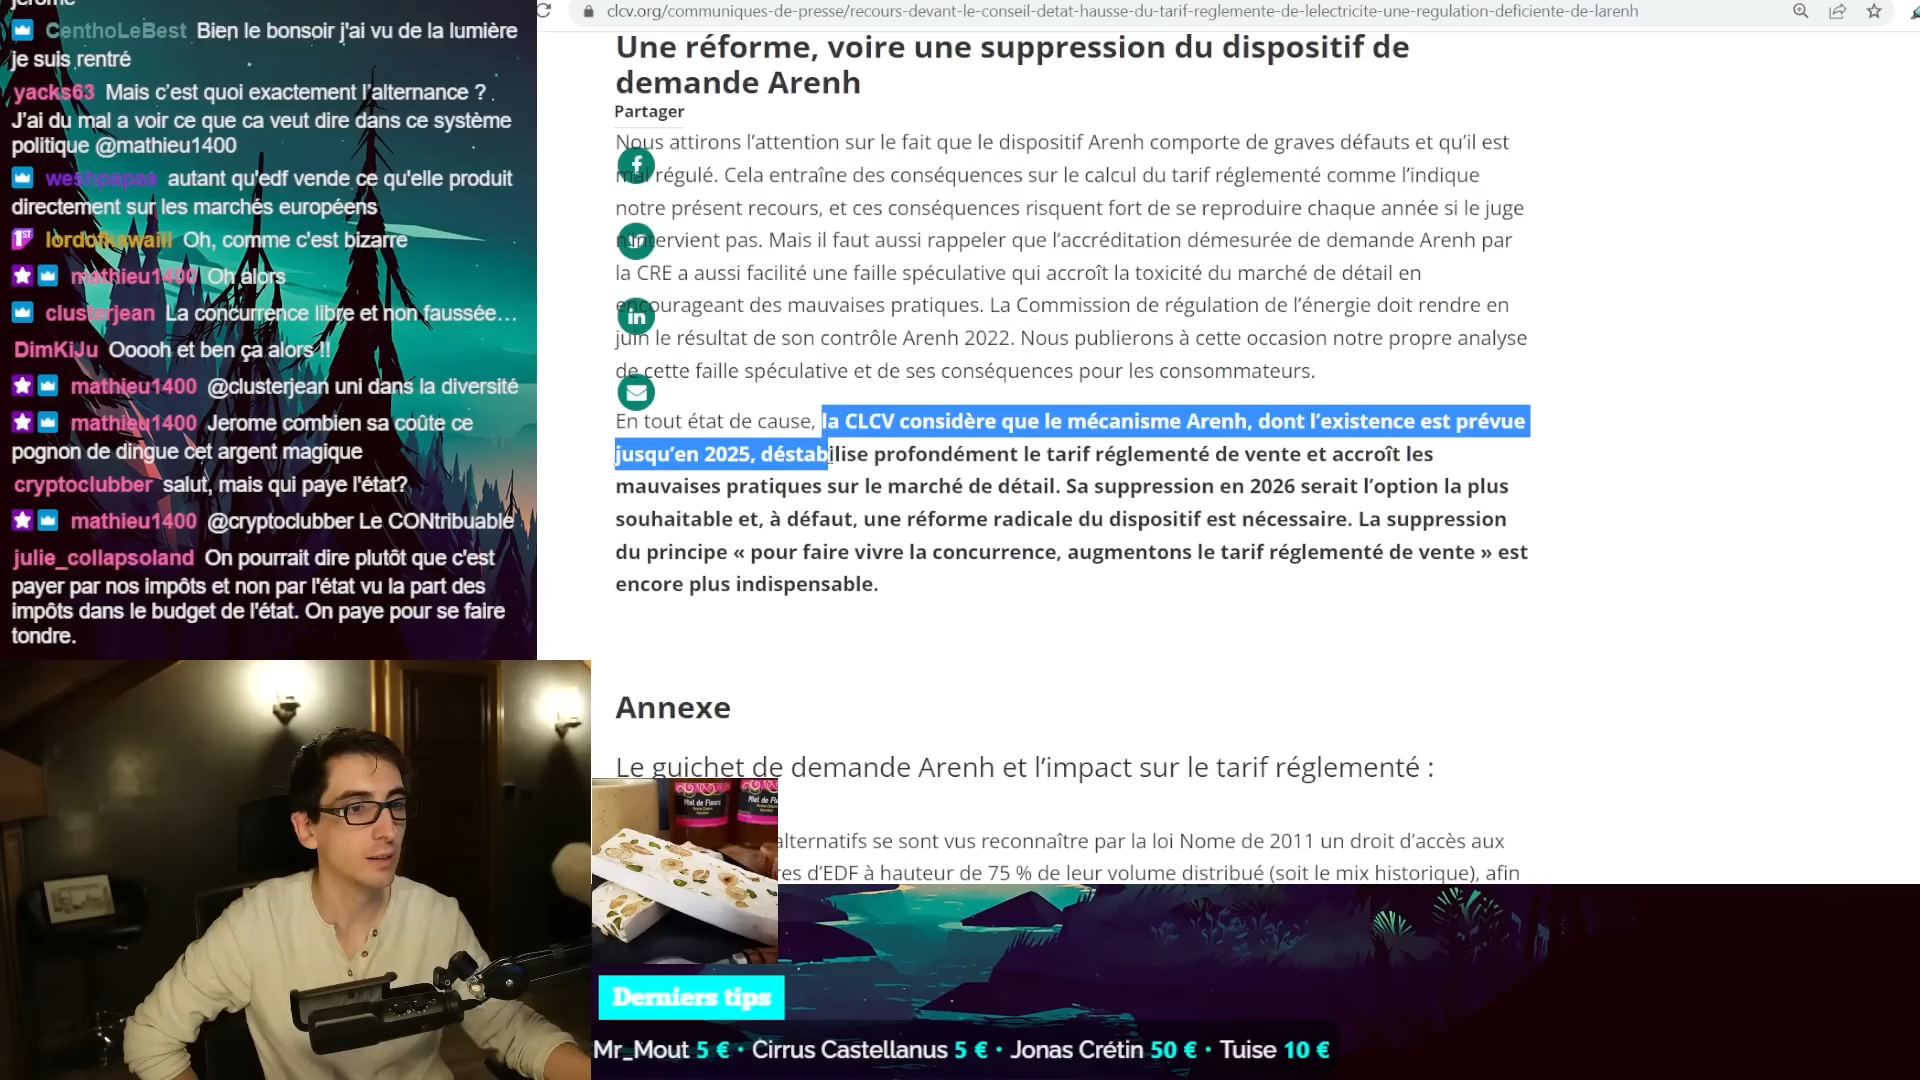 jerome
CenthoLeBest Bien le bonsoir j'ai vu de la lumière
je suis rentré
yacks63 Mais c'est quoi exactement l'alternance ?
J'ai du mal a voir ce que ca veut dire dans ce système
politique @mathieu1400
weshpapaa autant qu'edf vende ce qu'elle produit
directement sur les marchés européens
1ST lordofkawaiii Oh, comme c'est bizarre
mathieu1400 Oh alors
clusterjean La concurrence libre et non faussée…
DimKiJu Ooooh et ben ça alors !!
mathieu1400 @clusterjean uni dans la diversité
mathieu1400 Jerome combien sa coûte ce
pognon de dingue cet argent magique
cryptoclubber salut, mais qui paye l'état?
mathieu1400 @cryptoclubber Le CONtribuable
julie_collapsoland On pourrait dire plutôt que c'est
payer par nos impôts et non par l'état vu la part des
impôts dans le budget de l'état. On paye pour se faire
tondre.
clcv.org/communiques-de-presse/recours-devant-le-conseil-detat-hausse-du-tarif-reglemente-de-lelectricite-une-regulation-deficiente-de-larenh
Une réforme, voire une suppression du dispositif de
demande Arenh
Partager
Nous attirons l'attention sur le fait que le dispositif Arenh comporte de graves défauts et qu'il est
mal régulé. Cela entraîne des conséquences sur le calcul du tarif réglementé comme l'indique
notre présent recours, et ces conséquences risquent fort de se reproduire chaque année si le juge
n'intervient pas. Mais il faut aussi rappeler que l'accréditation démesurée de demande Arenh par
la CRE a aussi facilité une faille spéculative qui accroît la toxicité du marché de détail en
encourageant des mauvaises pratiques. La Commission de régulation de l'énergie doit rendre en
juin le résultat de son contrôle Arenh 2022. Nous publierons à cette occasion notre propre analyse
de cette faille spéculative et de ses conséquences pour les consommateurs.
En tout état de cause, la CLCV considère que le mécanisme Arenh, dont l'existence est prévue
jusqu'en 2025, déstabilise profondément le tarif réglementé de vente et accroît les
mauvaises pratiques sur le marché de détail. Sa suppression en 2026 serait l'option la plus
souhaitable et, à défaut, une réforme radicale du dispositif est nécessaire. La suppression
du principe « pour faire vivre la concurrence, augmentons le tarif réglementé de vente » est
encore plus indispensable.
Annexe
Le guichet de demande Arenh et l'impact sur le tarif réglementé :
alternatifs se sont vus reconnaître par la loi Nome de 2011 un droit d'accès aux
res d'EDF à hauteur de 75 % de leur volume distribué (soit le mix historique), afin
Miel de Fleurs
Miel de Fl
Derniers tips
Mr_Mout 5 € · Cirrus Castellanus 5 € · Jonas Crétin 50 € · Tuise 10 €